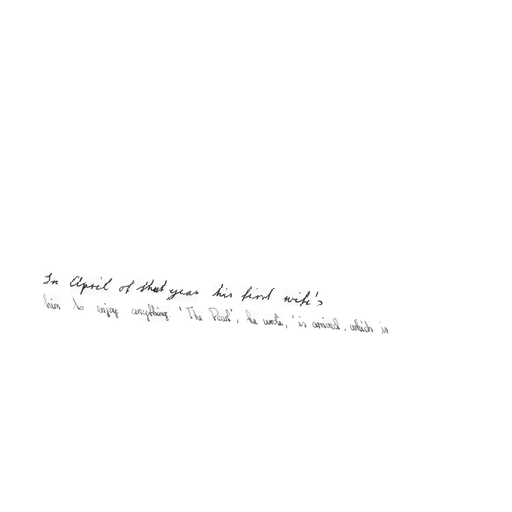 In April of that year his first wife's
him to enjoy anything. 'The Pearl', he wrote, 'is arrived, which is